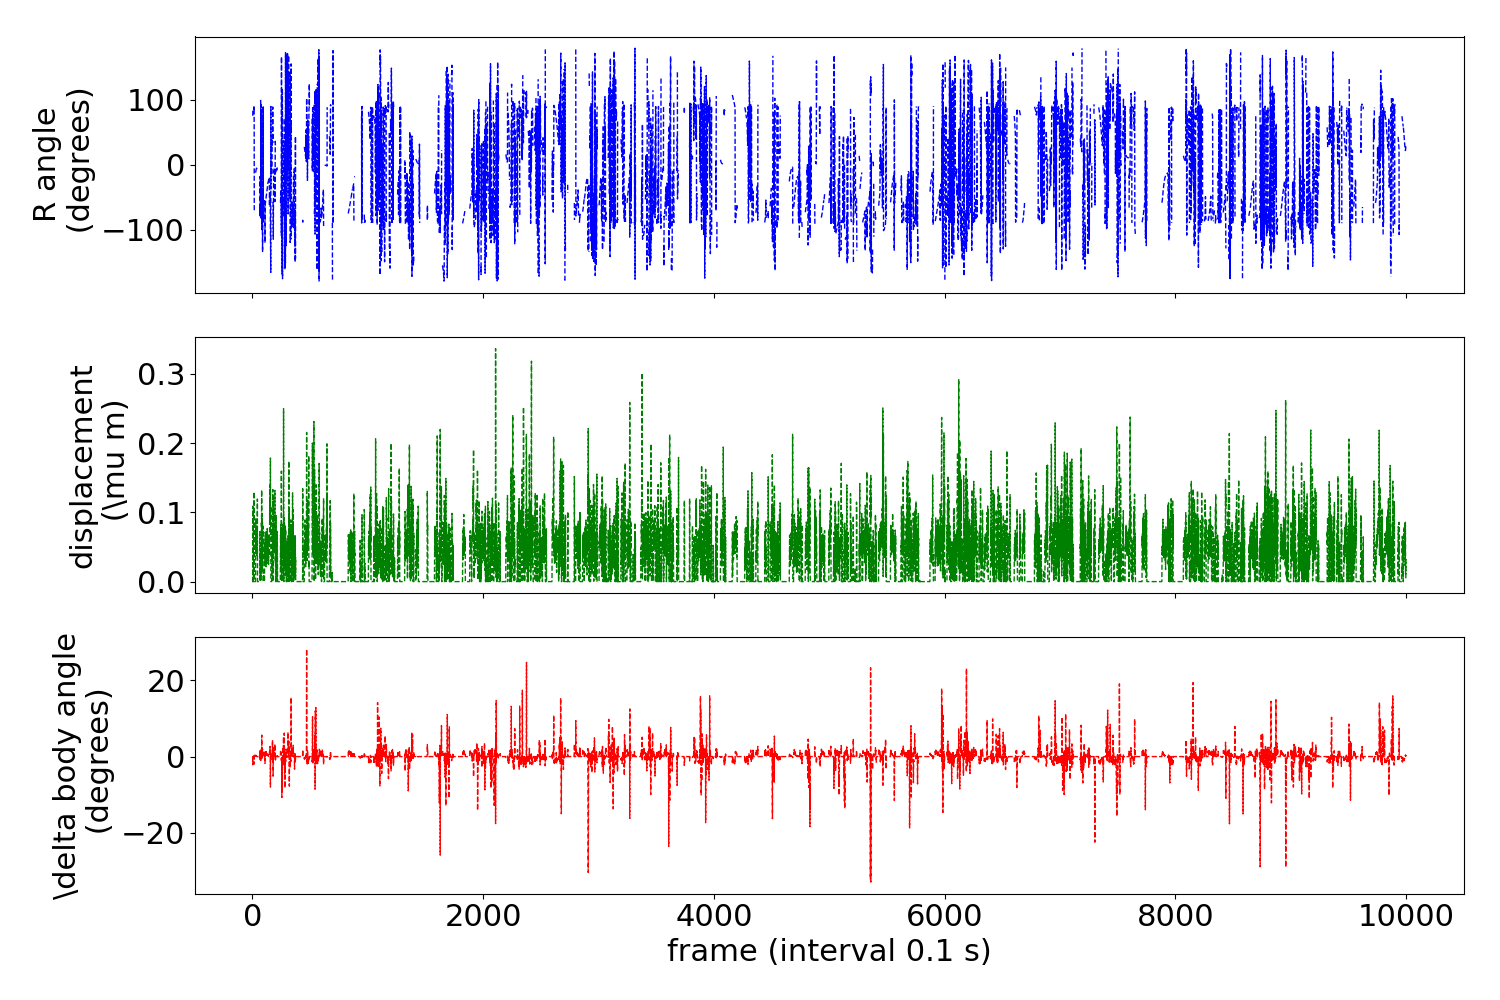 R angle
(degrees)
100
0
−100
displacement
(\mu m)
0.3
0.2
0.1
0.0
\delta body angle
(degrees)
20
0
−20
0 2000 4000 6000 8000 10000
frame (interval 0.1 s)